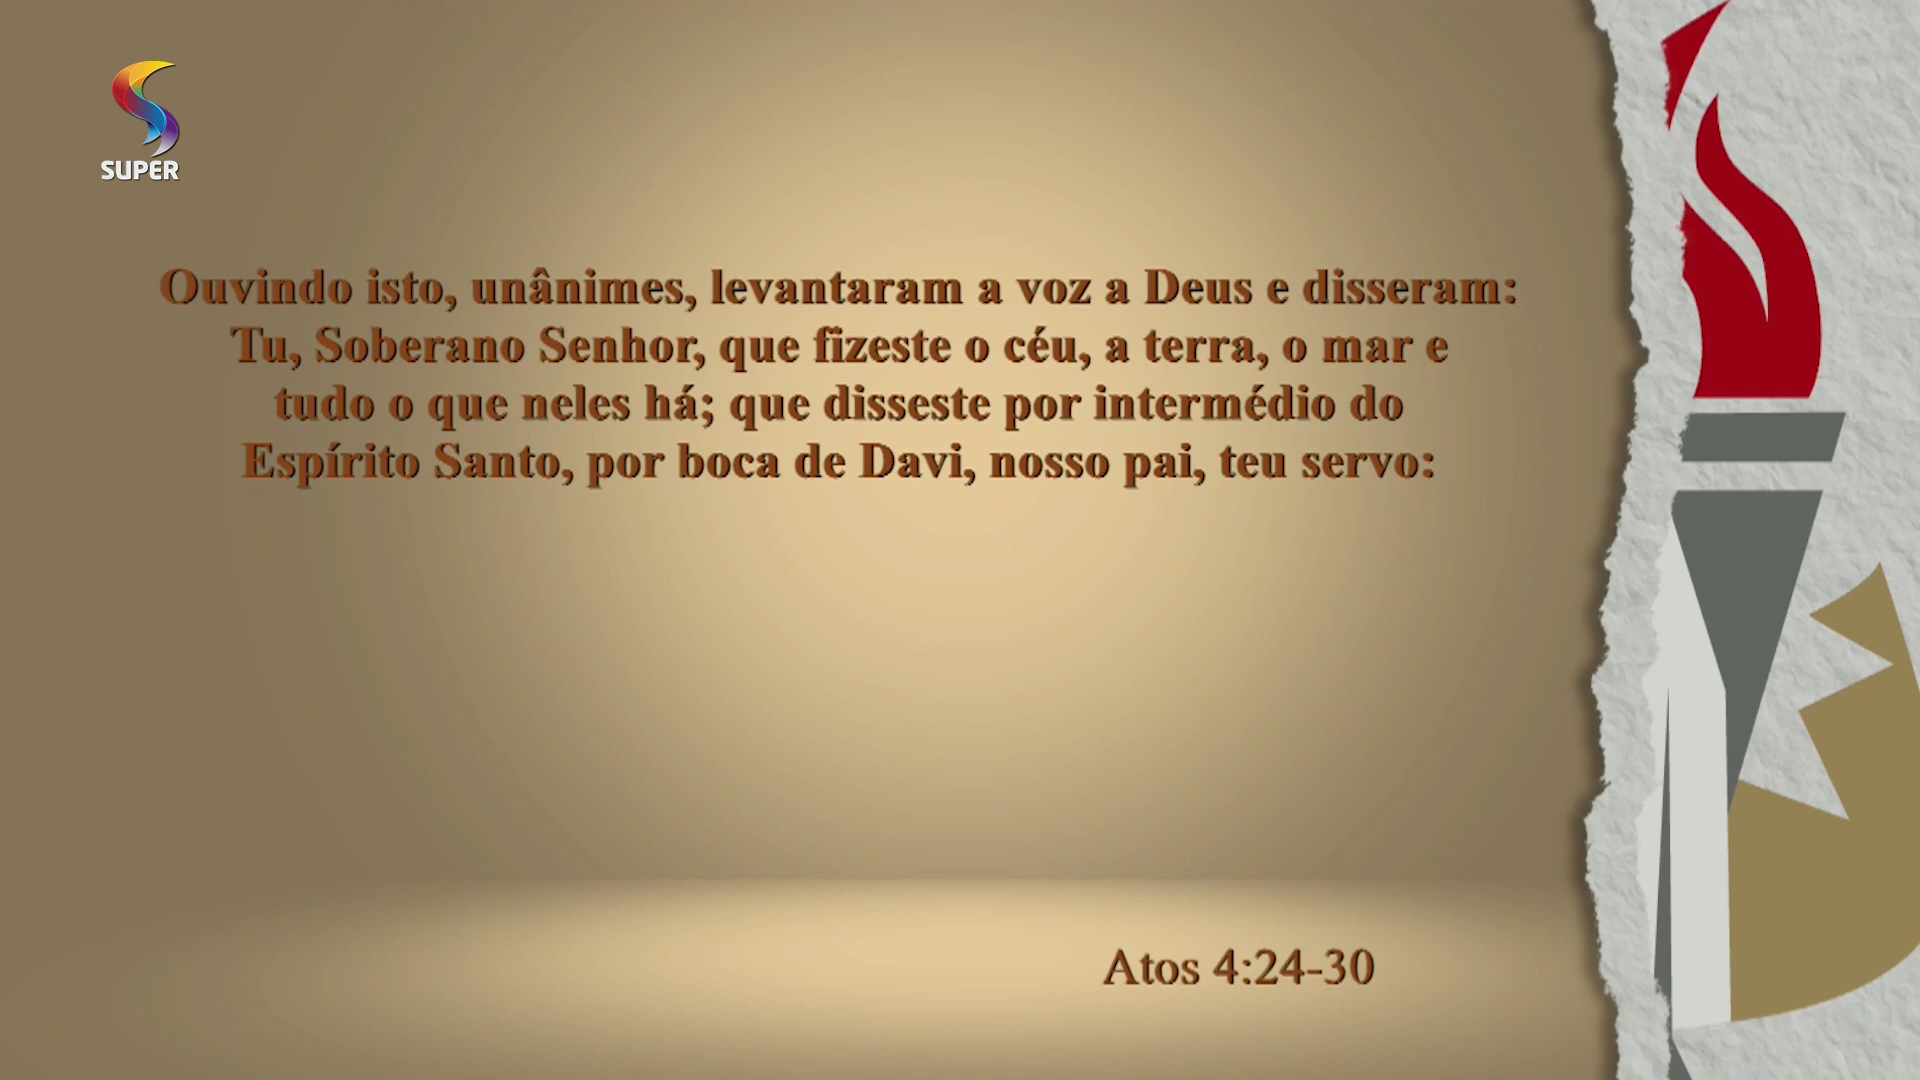 SUPER
Ouvindo isto, unânimes, levantaram a voz a Deus e disseram:
Tu, Soberano Senhor, que fizeste o céu, a terra, o mar e
tudo o que neles há; que disseste por intermédio do
Espírito Santo, por boca de Davi, nosso pai, teu servo:
Atos 4:24-30